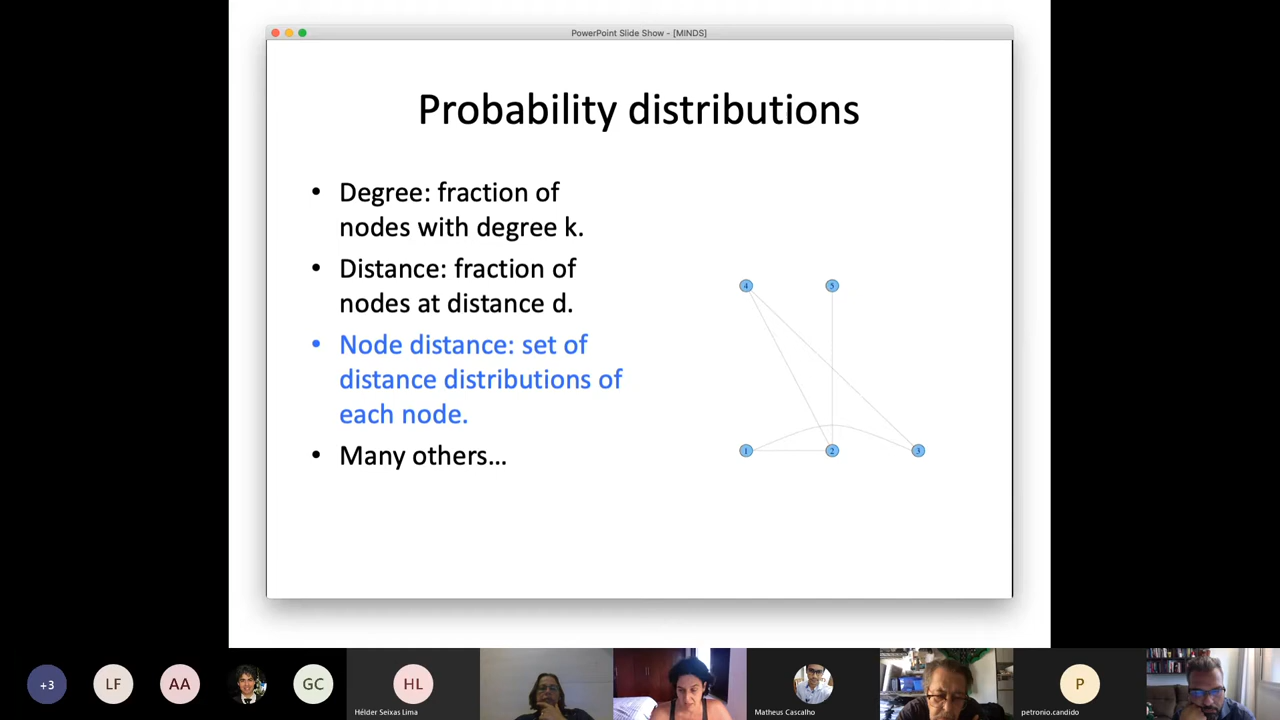 PowerPoint Slide Show - [MINDS]
Probability distributions
• Degree: fraction of
nodes with degree k.
• Distance: fraction of
nodes at distance d.
• Node distance: set of
distance distributions of
each node.
• Many others...
4
5
1
2
3
+3
LF
AA
GC
HL
Hélder Seixas Lima
Matheus Cascalho
P
petronio.candido